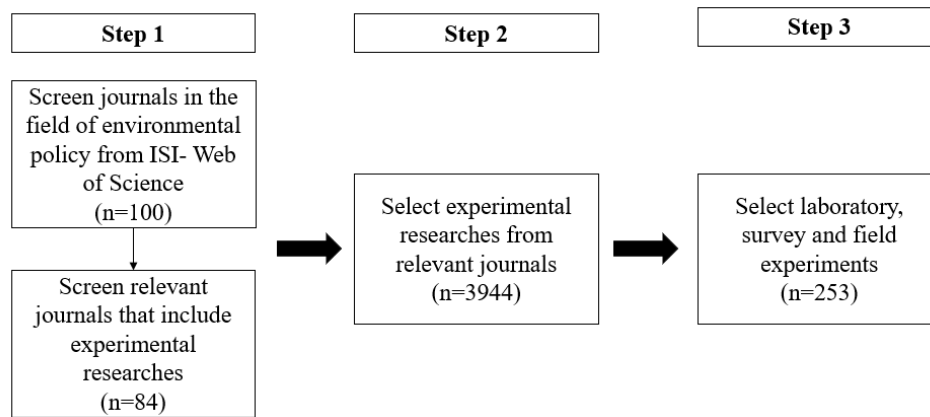 Step 1
Screen journals in the
field of environmental
policy from ISI- Web
of Science
(n=100)
Screen relevant
journals that include
experimental
researches
(n=84)
Step 2
Select experimental
researches from
relevant journals
(n=3944)
Step 3
Select laboratory,
survey and field
experiments
(n=253)